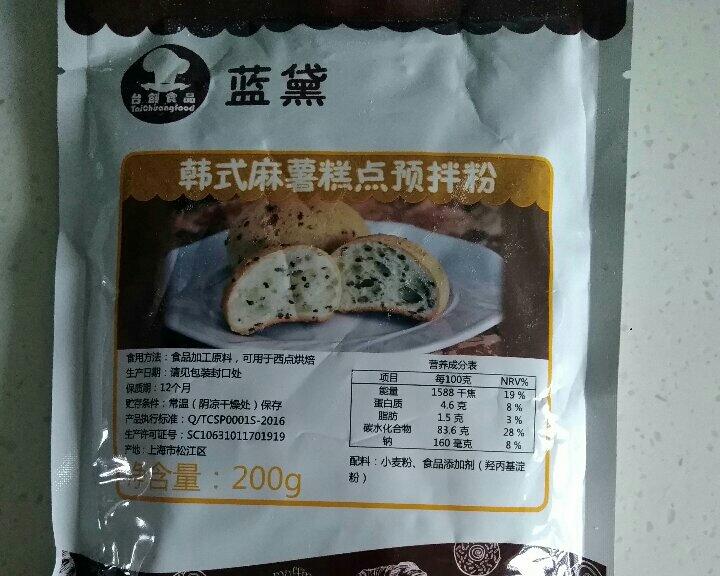 台創食品
TaiChuangfood
蓝黛
韩式麻薯糕点预拌粉
食用方法：食品加工原料，可用于西点烘焙
生产日期：请见包装封口处
保质期：12个月
贮存条件：常温（阴凉干燥处）保存
产品执行标准：Q/TCSP0001S-2016
生产许可证号：SC10631011701919
产地：上海市松江区
净含量：200g
营养成分表
项目 每100克 NRV%
能量 1588 千焦 19 %
蛋白质 4.6 克 8 %
脂肪 1.5 克 3 %
碳水化合物 83.6 克 28 %
钠 160 毫克 8 %
配料：小麦粉、食品添加剂（羟丙基淀
粉）
muffin